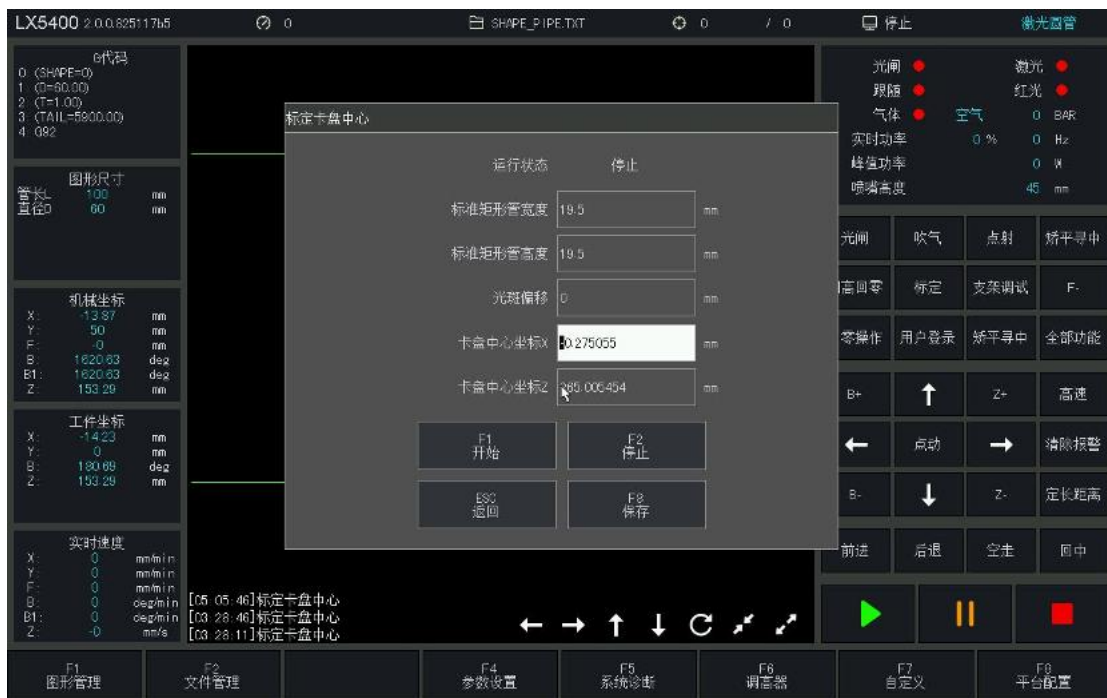 LX5400 2.0.0.825117b5
0
SHAPE_PIPE.TXT
0 / 0
停止
激光圆管
G代码
0 (SHAPE=0)
1 (D=60.00)
2 (T=1.00)
3 (TAIL=5900.00)
4 G92
图形尺寸
管长L 100 mm
直径D 60 mm
机械坐标
X: -13.87 mm
Y: 50 mm
F: -0 mm
B: 1620.63 deg
B1: 1620.63 deg
Z: 153.29 mm
工件坐标
X: -14.23 mm
Y: 0 mm
B: 180.69 deg
Z: 153.29 mm
实时速度
X: 0 mm/min
Y: 0 mm/min
F: 0 mm/min
B: 0 deg/min
B1: 0 deg/min
Z: -0 mm/s
标定卡盘中心
运行状态 停止
标准矩形管宽度 19.5 mm
标准矩形管高度 19.5 mm
光斑偏移 0 mm
卡盘中心坐标X -0.275055 mm
卡盘中心坐标Z 265.005454 mm
F1
开始
F2
停止
ESC
返回
F8
保存
[05:05:46]标定卡盘中心
[03:28:46]标定卡盘中心
[03:28:11]标定卡盘中心
光闸 激光
跟随 红光
气体 空气 0 BAR
实时功率 0 % 0 Hz
峰值功率 0 W
喷嘴高度 45 mm
光闸 吹气 点射 矫平寻中
高回零 标定 支架调试 F-
零操作 用户登录 矫平寻中 全部功能
B+ Z+ 高速
点动 清除报警
B- Z- 定长距离
前进 后退 空走 回中
F1
图形管理
F2
文件管理
F4
参数设置
F5
系统诊断
F6
调高器
F7
自定义
F8
平台配置